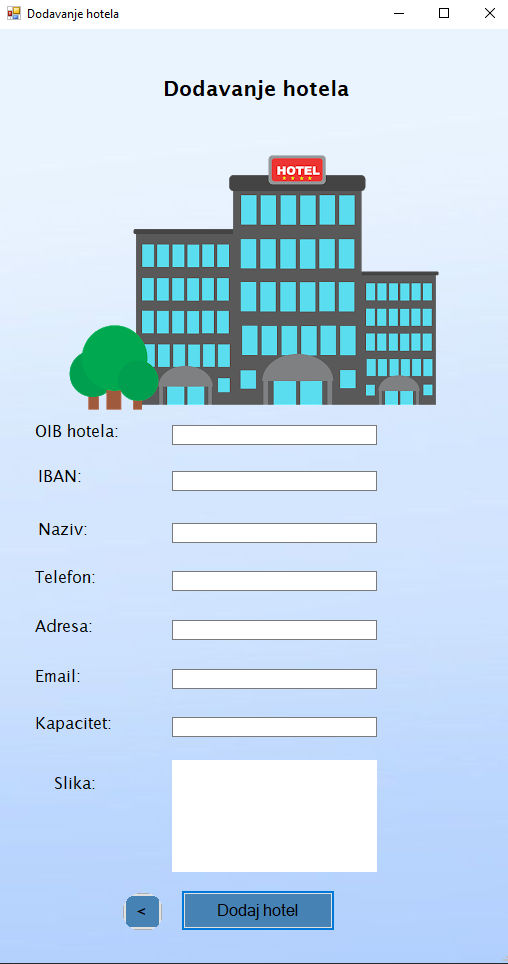 Dodavanje hotela
Dodavanje hotela
HOTEL
OIB hotela:
IBAN:
Naziv:
Telefon:
Adresa:
Email:
Kapacitet:
Slika:
<
Dodaj hotel